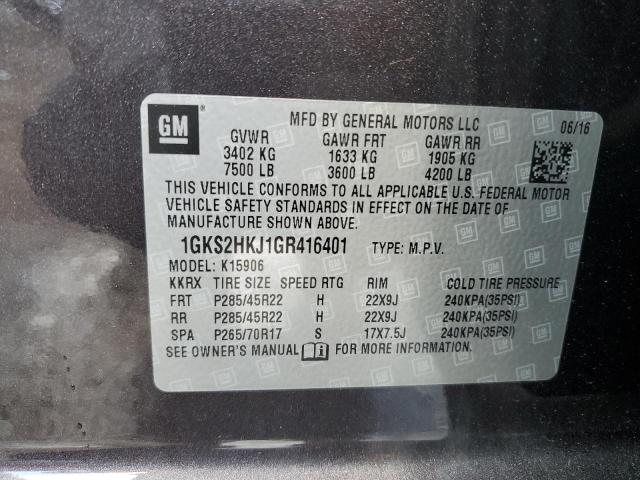 GM
MFD BY GENERAL MOTORS LLC 06/16
GVWR GAWR FRT GAWR RR
3402 KG 1633 KG 1905 KG
7500 LB 3600 LB 4200 LB
THIS VEHICLE CONFORMS TO ALL APPLICABLE U.S. FEDERAL MOTOR
VEHICLE SAFETY STANDARDS IN EFFECT ON THE DATE OF
MANUFACTURE SHOWN ABOVE.
1GKS2HKJ1GR416401 TYPE: M.P.V.
MODEL: K15906
KKRX TIRE SIZE SPEED RTG RIM COLD TIRE PRESSURE
FRT P285/45R22 H 22X9J 240KPA(35PSI)
RR P285/45R22 H 22X9J 240KPA(35PSI)
SPA P265/70R17 S 17X7.5J 240KPA(35PSI)
SEE OWNER'S MANUAL FOR MORE INFORMATION.